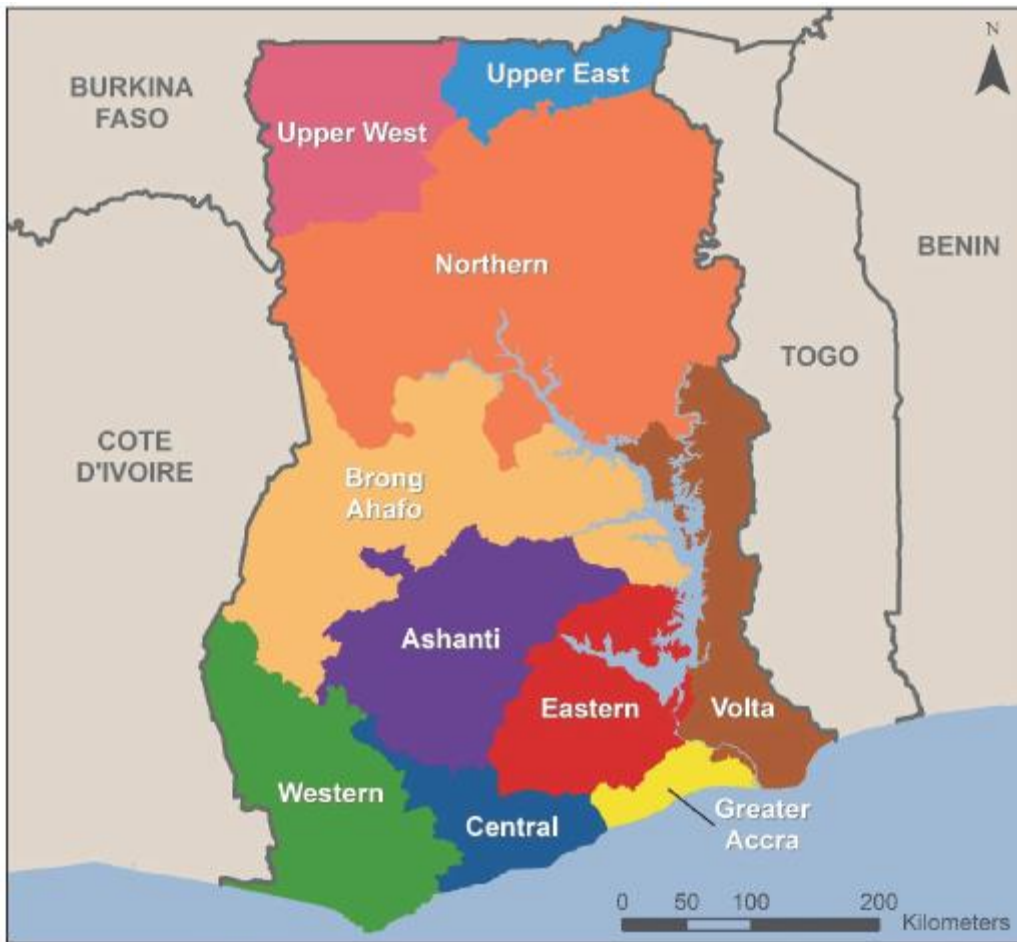 N
Upper East
BURKINA
FASO
Upper West
BENIN
Northern
TOGO
COTE
D'IVOIRE
Brong
Ahafo
Ashanti
Eastern
Volta
Western
Central
Greater
Accra
0 50 100 200
Kilometers